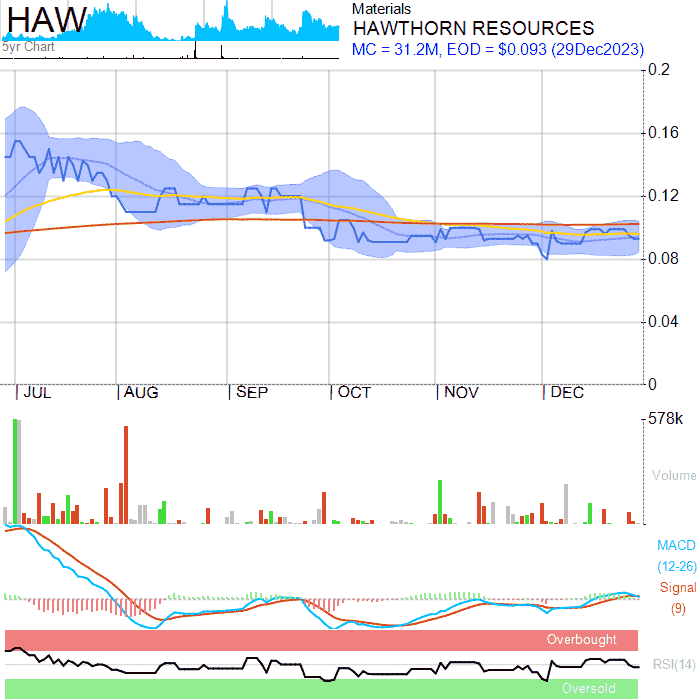 HAW
5yr Chart
Materials
HAWTHORN RESOURCES
MC = 31.2M, EOD = $0.093 (29Dec2023)
0.2
0.16
0.12
0.08
0.04
0
JUL AUG SEP OCT NOV DEC
578k
Volume
MACD
(12-26)
Signal
(9)
Overbought
RSI(14)
Oversold